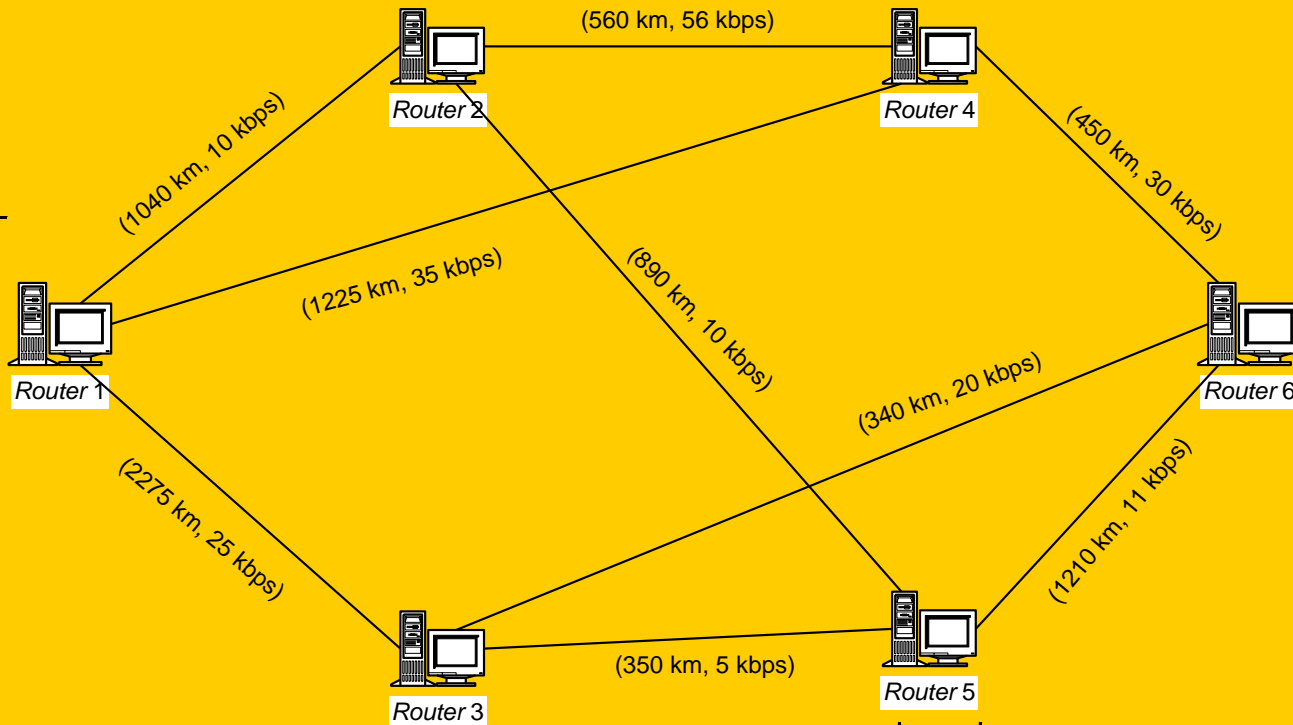 (560 km, 56 kbps)
Router 2
Router 4
(1040 km, 10 kbps)
(450 km, 30 kbps)
(1225 km, 35 kbps)
(890 km, 10 kbps)
Router 1
(340 km, 20 kbps)
Router 6
(2275 km, 25 kbps)
(1210 km, 11 kbps)
(350 km, 5 kbps)
Router 3
Router 5